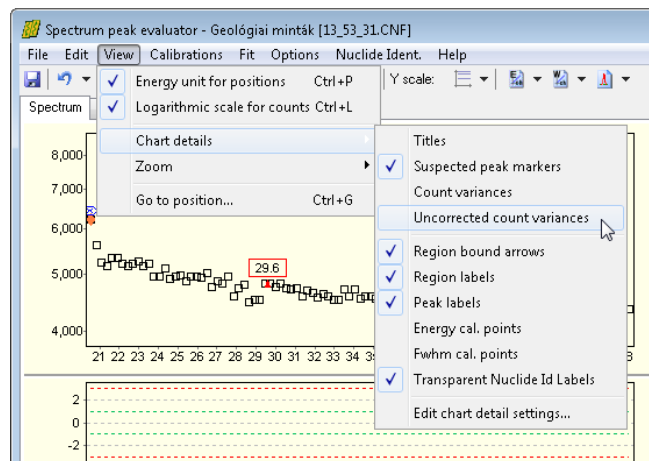 Spectrum peak evaluator - Geológiai minták [13_53_31.CNF]
File Edit View Calibrations Fit Options Nuclide Ident. Help
Y scale:
Spectrum
Energy unit for positions Ctrl+P
Logarithmic scale for counts Ctrl+L
Chart details
Zoom
Go to position... Ctrl+G
Titles
Suspected peak markers
Count variances
Uncorrected count variances
Region bound arrows
Region labels
Peak labels
Energy cal. points
Fwhm cal. points
Transparent Nuclide Id Labels
Edit chart detail settings...
8,000
7,000
6,000
5,000
4,000
29.6
21 22 23 24 25 26 27 28 29 30 31 32 33 34
2
0
-2